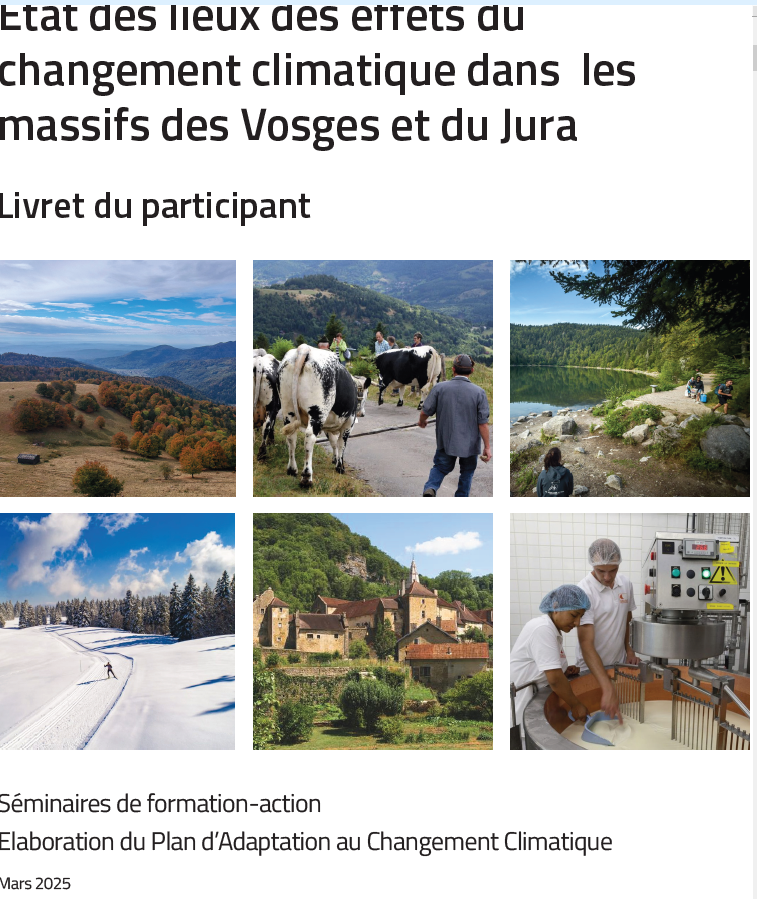 Etat des lieux des effets du
changement climatique dans les
massifs des Vosges et du Jura
Livret du participant
Séminaires de formation-action
Elaboration du Plan d’Adaptation au Changement Climatique
Mars 2025